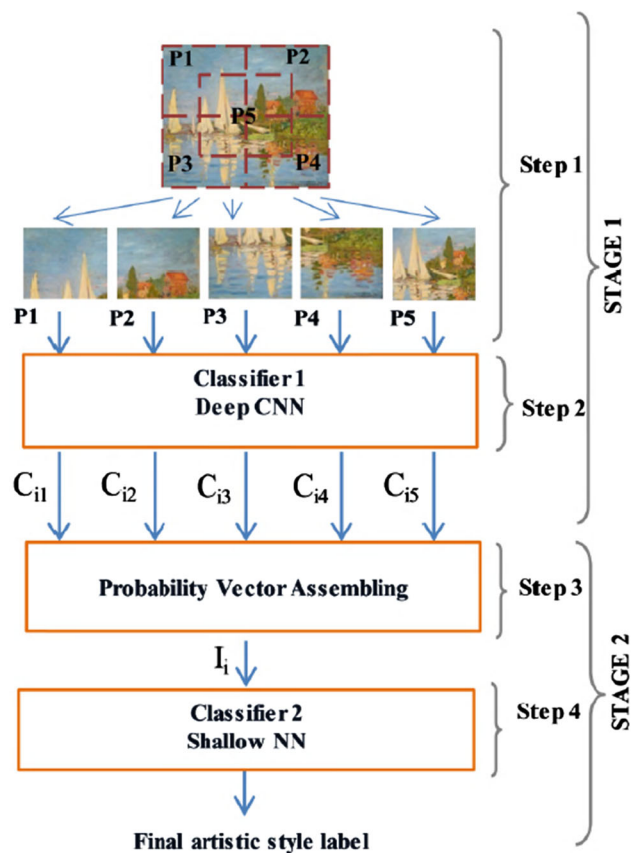 P1 P2
P5
P3 P4
Step 1
STAGE 1
P1 P2 P3 P4 P5
Classifier 1
Deep CNN
Step 2
Ci1 Ci2 Ci3 Ci4 Ci5
Probability Vector Assembling
Step 3
STAGE 2
Ii
Classifier 2
Shallow NN
Step 4
Final artistic style label